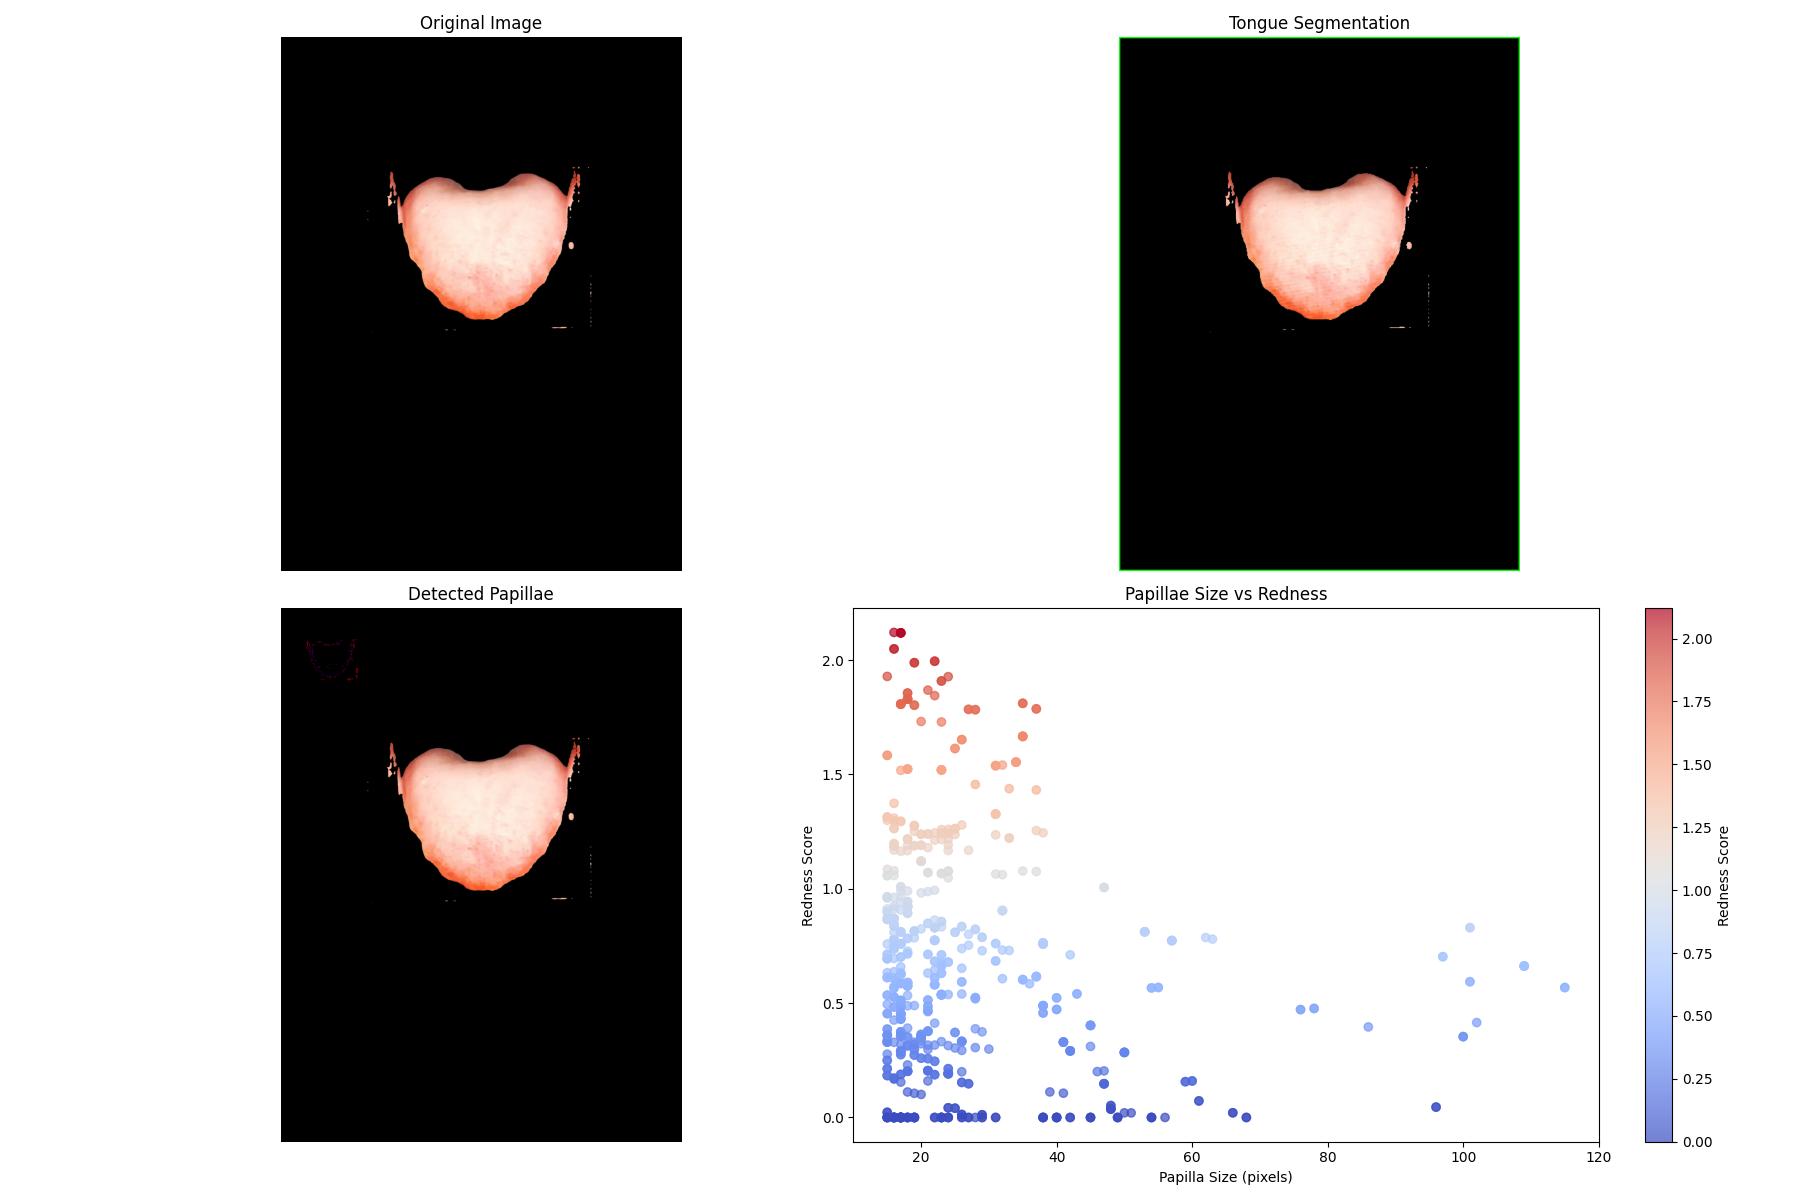 Original Image
Tongue Segmentation
Detected Papillae
Papillae Size vs Redness
2.0
1.5
1.0
0.5
0.0
Redness Score
20
40
60
80
100
120
Papilla Size (pixels)
2.00
1.75
1.50
1.25
1.00
0.75
0.50
0.25
0.00
Redness Score